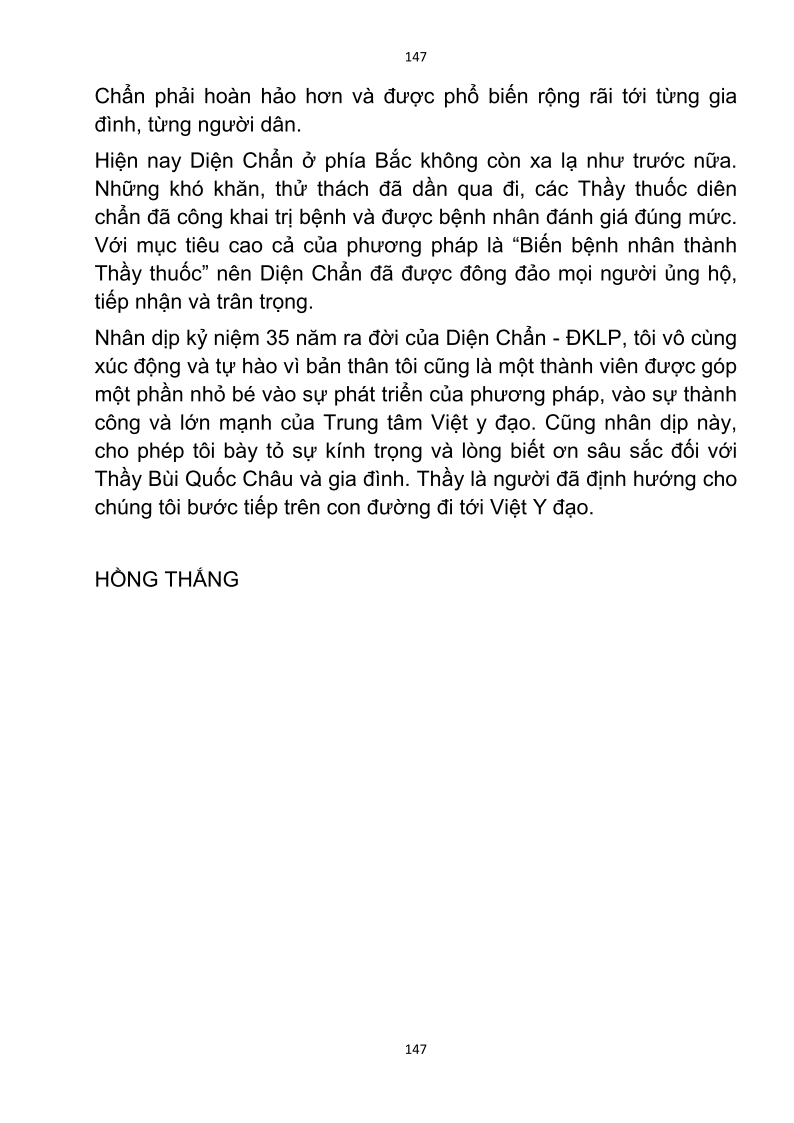 147
Chẩn phải hoàn hảo hơn và được phổ biến rộng rãi tới từng gia
đình, từng người dân.
Hiện nay Diện Chẩn ở phía Bắc không còn xa lạ như trước nữa.
Những khó khăn, thử thách đã dần qua đi, các Thầy thuốc diên
chẩn đã công khai trị bệnh và được bệnh nhân đánh giá đúng mức.
Với mục tiêu cao cả của phương pháp là “Biến bệnh nhân thành
Thầy thuốc” nên Diện Chẩn đã được đông đảo mọi người ủng hộ,
tiếp nhận và trân trọng.
Nhân dịp kỷ niệm 35 năm ra đời của Diện Chẩn - ĐKLP, tôi vô cùng
xúc động và tự hào vì bản thân tôi cũng là một thành viên được góp
một phần nhỏ bé vào sự phát triển của phương pháp, vào sự thành
công và lớn mạnh của Trung tâm Việt y đạo. Cũng nhân dịp này,
cho phép tôi bày tỏ sự kính trọng và lòng biết ơn sâu sắc đối với
Thầy Bùi Quốc Châu và gia đình. Thầy là người đã định hướng cho
chúng tôi bước tiếp trên con đường đi tới Việt Y đạo.
HỒNG THẮNG
147